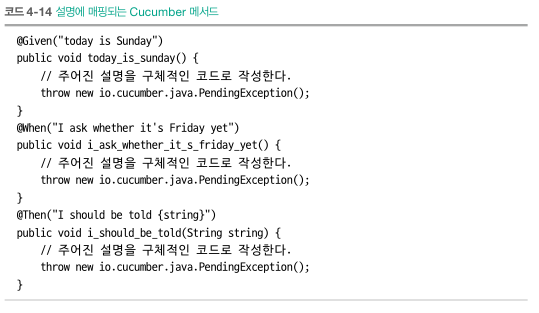 코드 4-14 설명에 매핑되는 Cucumber 메서드
@Given("today is Sunday")
public void today_is_sunday() {
    // 주어진 설명을 구체적인 코드로 작성한다.
    throw new io.cucumber.java.PendingException();
}
@When("I ask whether it's Friday yet")
public void i_ask_whether_it_s_friday_yet() {
    // 주어진 설명을 구체적인 코드로 작성한다.
    throw new io.cucumber.java.PendingException();
}
@Then("I should be told {string}")
public void i_should_be_told(String string) {
    // 주어진 설명을 구체적인 코드로 작성한다.
    throw new io.cucumber.java.PendingException();
}